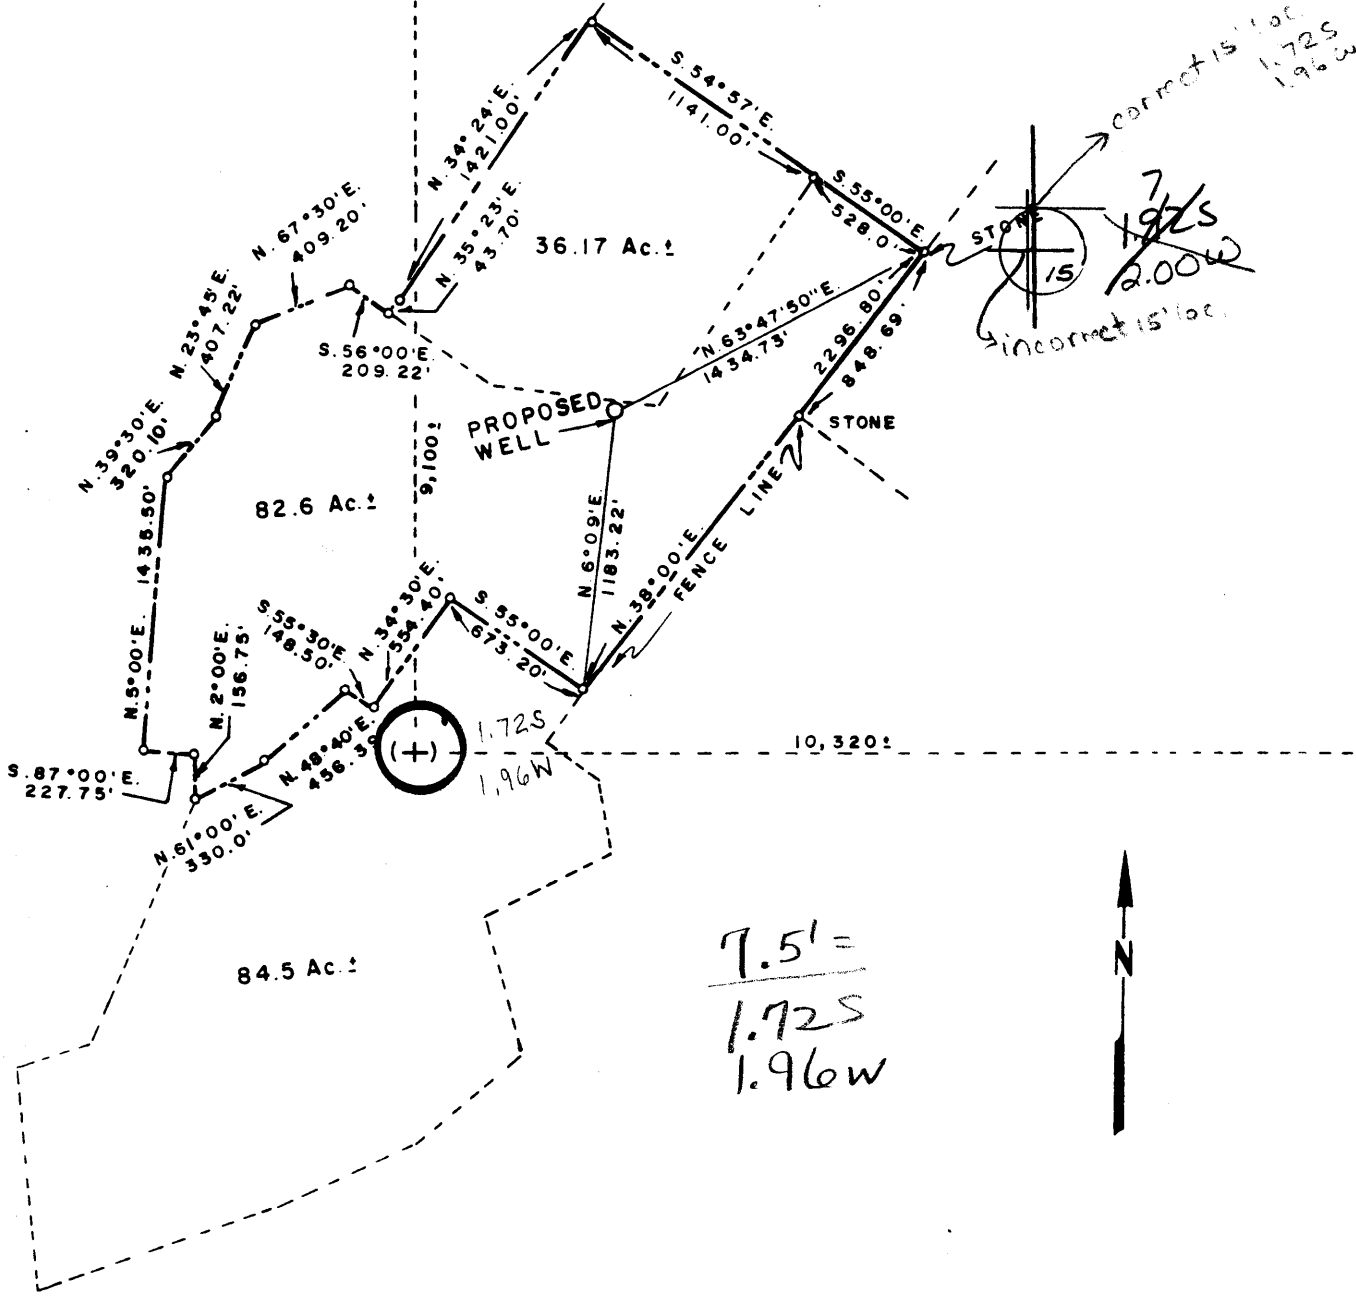 correct 15' loc.
1.72S
1.96W
S. 54°57'E.
1141.00'
N. 34°24'E.
1421.00'
N. 35°23'E.
43.70'
S. 55°00'E.
528.0'
STONE
7
1.92S
2.00W
15
incorrect 15' loc.
N. 67°30'E.
409.20'
36.17 Ac.±
N. 23°45'E.
407.22'
S. 56°00'E.
209.22'
N. 63°47'50"E.
1434.73'
2296.80'
848.69'
PROPOSED
WELL
STONE
N. 39°30'E.
320.10'
9,100±
82.6 Ac.±
FENCE LINE
N 6°09'E.
1183.22'
N. 38°00'E.
N. 5°00'E. 1435.50'
N. 34°30'E.
554.40'
S. 55°00'E.
673.20'
S. 55°30'E.
148.50'
N. 2°00'E.
156.75'
(+)
1.72S
1.96W
10,320±
N. 48°40'E.
456.39
S. 87°00'E.
227.75'
N. 61°00'E.
330.0'
84.5 Ac.±
7.5' =
1.72S
1.96W
N